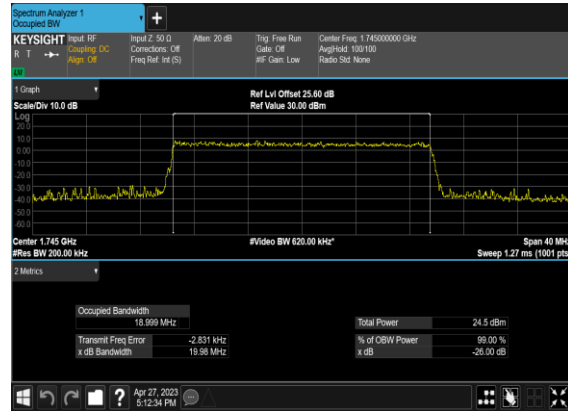 Spectrum Analyzer 1
Occupied BW
+
KEYSIGHT Input: RF Input Z: 50 Ω Atten: 20 dB Trig: Free Run Center Freq: 1.745000000 GHz
R T Coupling: DC Corrections: Off Gate: Off Avg|Hold: 100/100
Align: Off Freq Ref: Int (S) #IF Gain: Low Radio Std: None
1 Graph Ref Lvl Offset 25.60 dB
Scale/Div 10.0 dB Ref Value 30.00 dBm
Log
20.0
10.0
0.00
-10.0
-20.0
-30.0
-40.0
-50.0
-60.0
Center 1.745 GHz #Video BW 620.00 kHz* Span 40 MHz
#Res BW 200.00 kHz Sweep 1.27 ms (1001 pts
2 Metrics
Occupied Bandwidth
18.999 MHz Total Power 24.5 dBm
Transmit Freq Error -2.831 kHz % of OBW Power 99.00 %
x dB Bandwidth 19.98 MHz x dB -26.00 dB
? Apr 27, 2023
5:12:34 PM